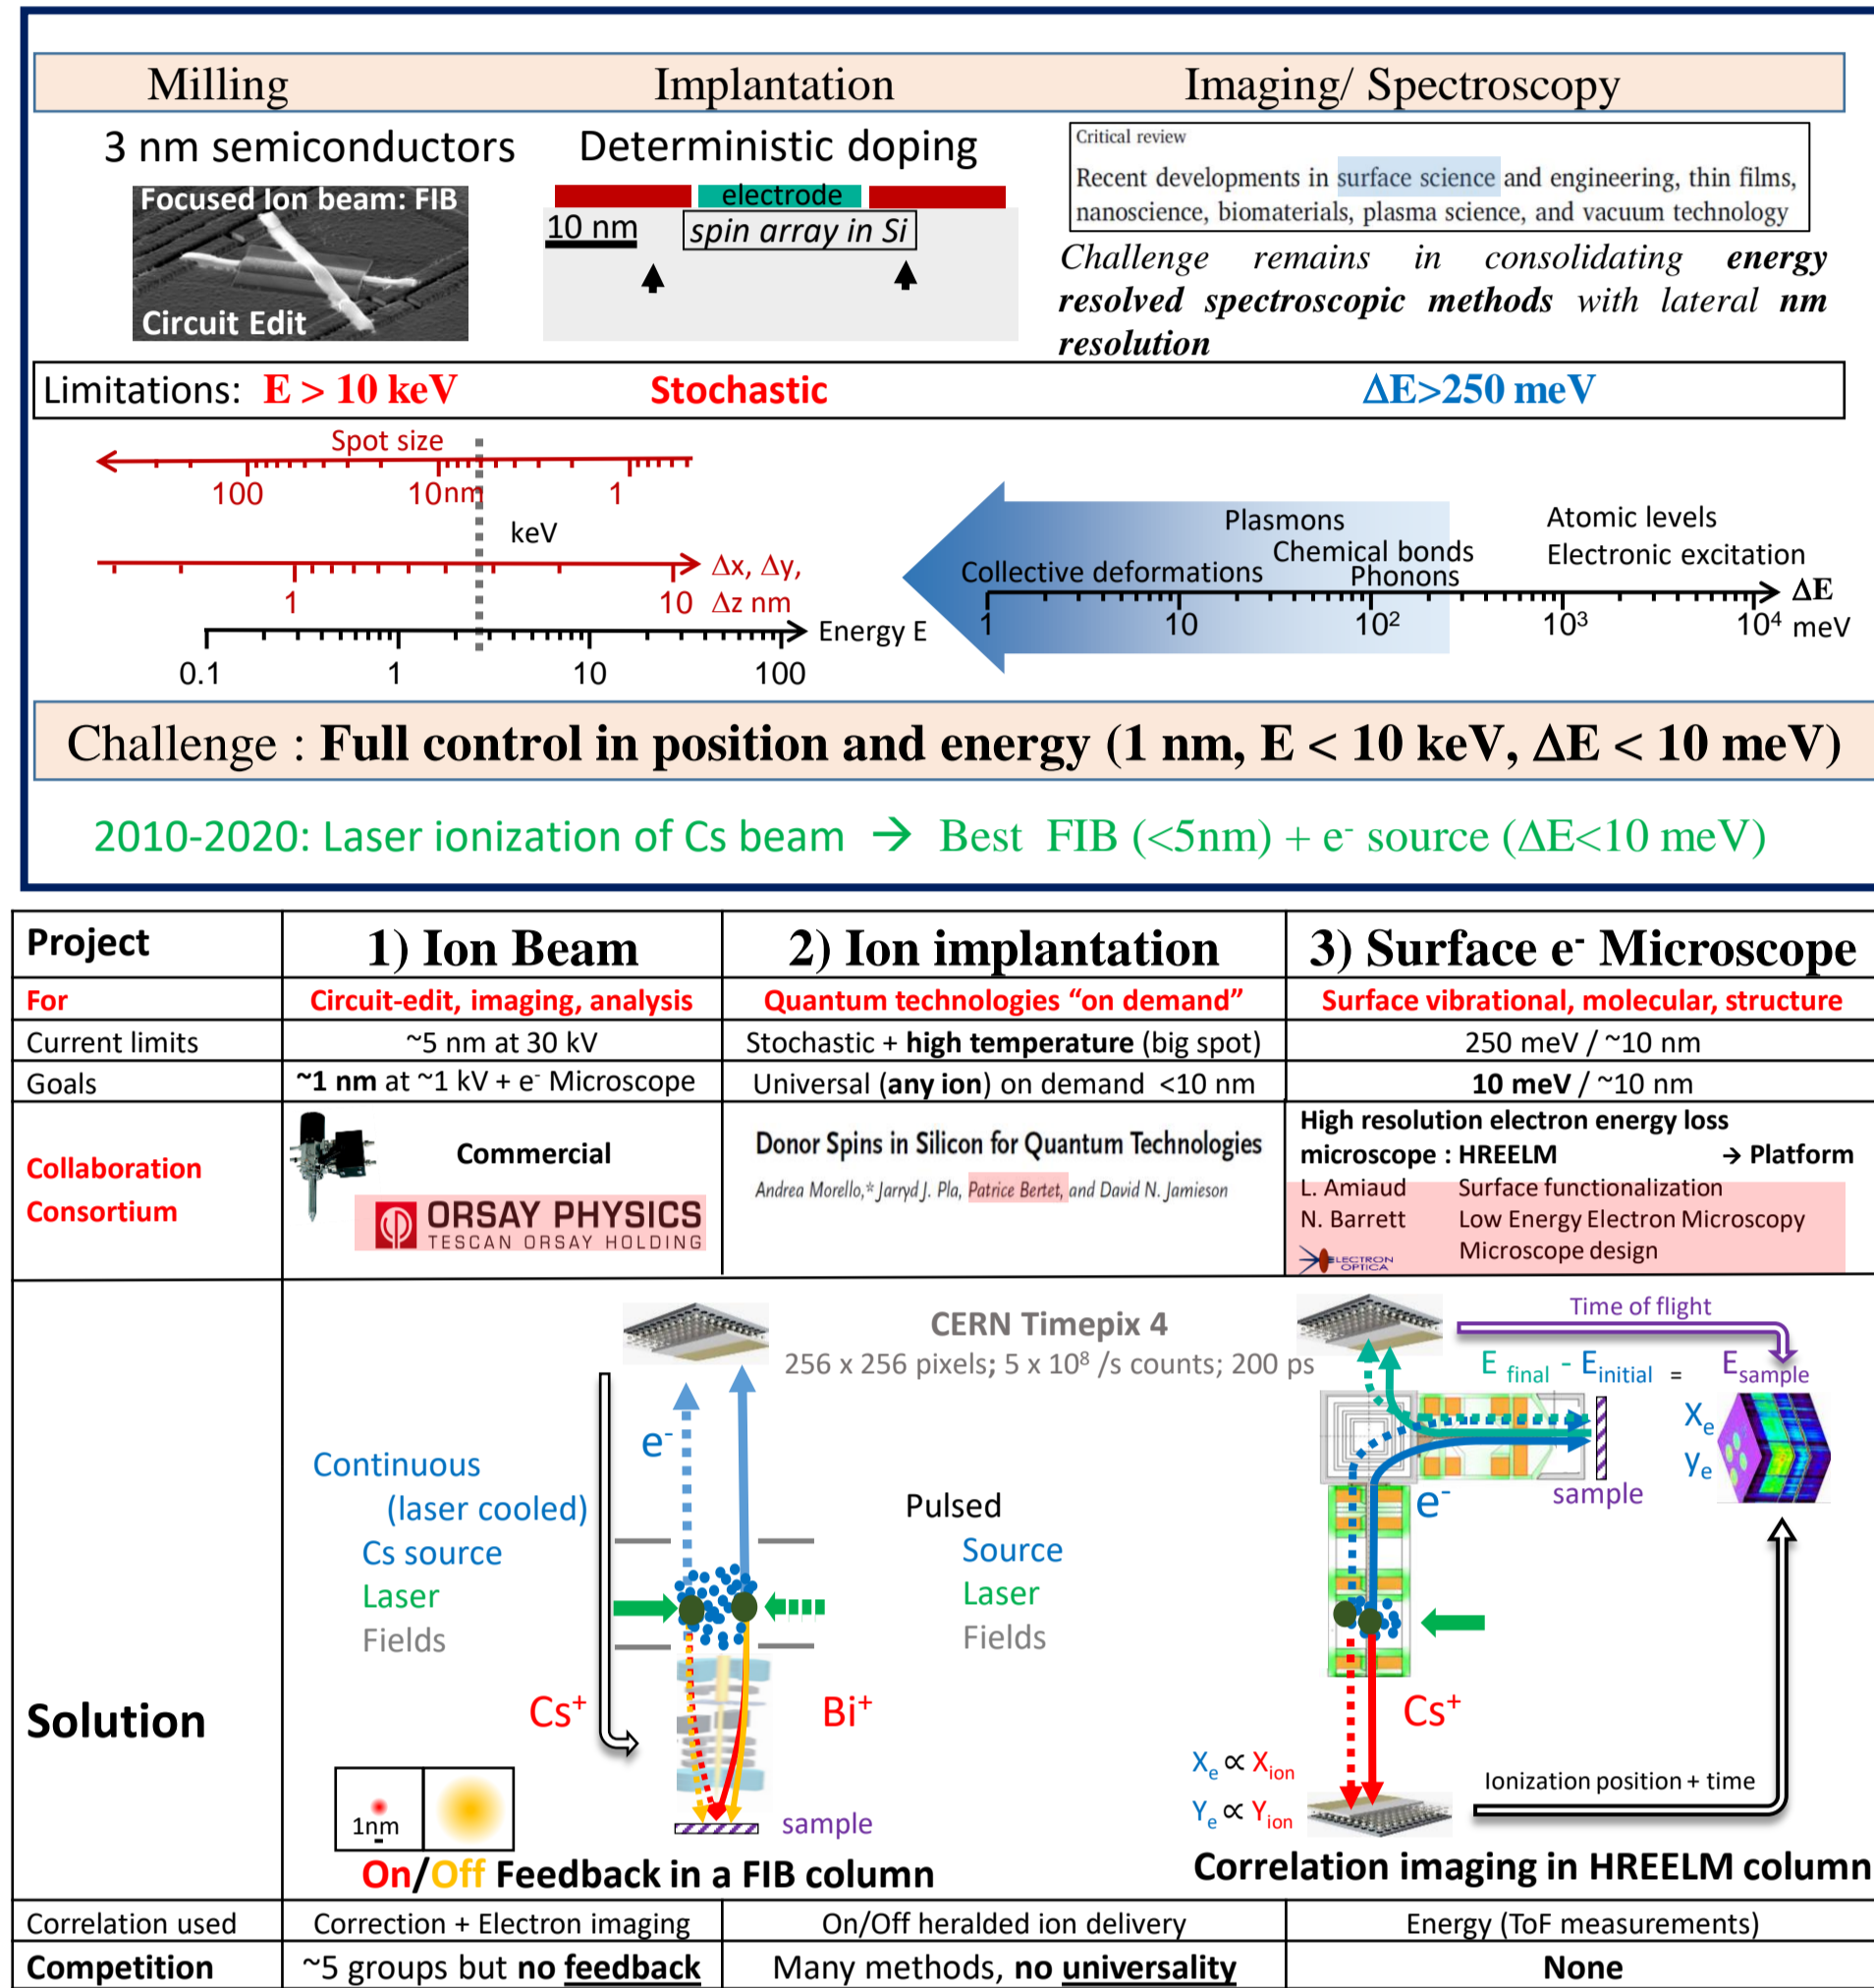 Milling Implantation Imaging/ Spectroscopy
3 nm semiconductors
Focused Ion beam: FIB
Circuit Edit
Deterministic doping
electrode
10 nm
spin array in Si
Critical review
Recent developments in surface science and engineering, thin films,
nanoscience, biomaterials, plasma science, and vacuum technology
Challenge remains in consolidating energy
resolved spectroscopic methods with lateral nm
resolution
Limitations: E > 10 keV Stochastic ΔE>250 meV
Spot size
100 10nm 1
keV
Δx, Δy,
1 10 Δz nm
Energy E
0.1 1 10 100
Plasmons
Chemical bonds
Collective deformations Phonons
Atomic levels
Electronic excitation
ΔE
1 10 10² 10³ 10⁴ meV
Challenge : Full control in position and energy (1 nm, E < 10 keV, ΔE < 10 meV)
2010-2020: Laser ionization of Cs beam → Best FIB (<5nm) + e⁻ source (ΔE<10 meV)
Project 1) Ion Beam 2) Ion implantation 3) Surface e⁻ Microscope
For Circuit-edit, imaging, analysis Quantum technologies “on demand” Surface vibrational, molecular, structure
Current limits ~5 nm at 30 kV Stochastic + high temperature (big spot) 250 meV / ~10 nm
Goals ~1 nm at ~1 kV + e⁻ Microscope Universal (any ion) on demand <10 nm 10 meV / ~10 nm
Collaboration
Consortium
Commercial
ORSAY PHYSICS
TESCAN ORSAY HOLDING
Donor Spins in Silicon for Quantum Technologies
Andrea Morello,* Jarryd J. Pla, Patrice Bertet, and David N. Jamieson
High resolution electron energy loss
microscope : HREELM → Platform
L. Amiaud Surface functionalization
N. Barrett Low Energy Electron Microscopy
ELECTRON OPTICA Microscope design
Solution
CERN Timepix 4
256 x 256 pixels; 5 x 10⁸ /s counts; 200 ps
e⁻
Continuous
(laser cooled)
Cs source
Laser
Fields
Pulsed
Source
Laser
Fields
Cs⁺
Bi⁺
1nm
sample
On/Off Feedback in a FIB column
Time of flight
E final - Einitial = Esample
Xe
ye
sample
e⁻
Cs⁺
Xe ∝ Xion
Ye ∝ Yion
Ionization position + time
Correlation imaging in HREELM column
Correlation used Correction + Electron imaging On/Off heralded ion delivery Energy (ToF measurements)
Competition ~5 groups but no feedback Many methods, no universality None